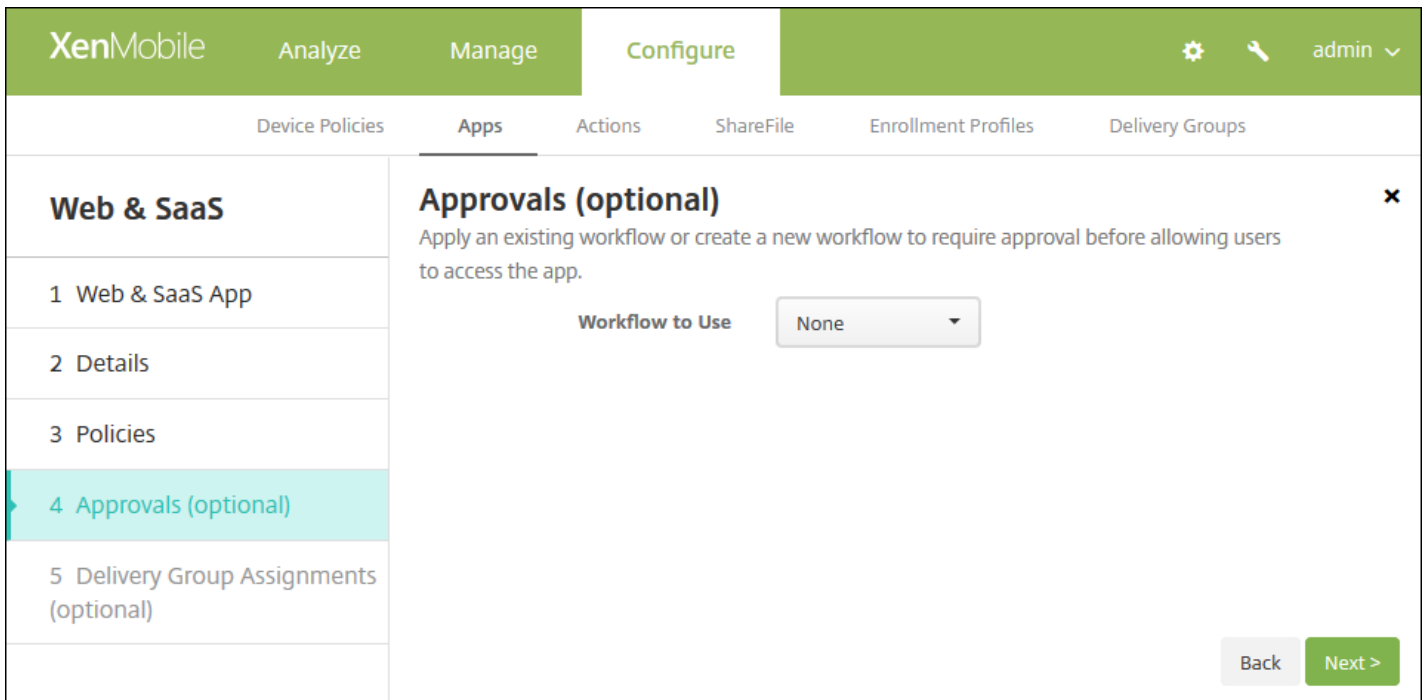 XenMobile Analyze Manage Configure admin
Device Policies Apps Actions ShareFile Enrollment Profiles Delivery Groups
Web & SaaS
1 Web & SaaS App
2 Details
3 Policies
4 Approvals (optional)
5 Delivery Group Assignments
(optional)
Approvals (optional)
Apply an existing workflow or create a new workflow to require approval before allowing users
to access the app.
Workflow to Use None
Back Next >